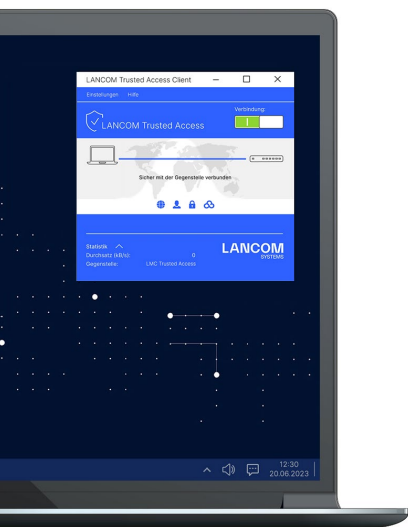 LANCOM Trusted Access Client
Einstellungen Hilfe
Verbindung:
LANCOM Trusted Access
Sicher mit der Gegenstelle verbunden
Statistik
Durchsatz (kB/s): 0
Gegenstelle: LMC Trusted Access
LANCOM
SYSTEMS
12:30
20.06.2023